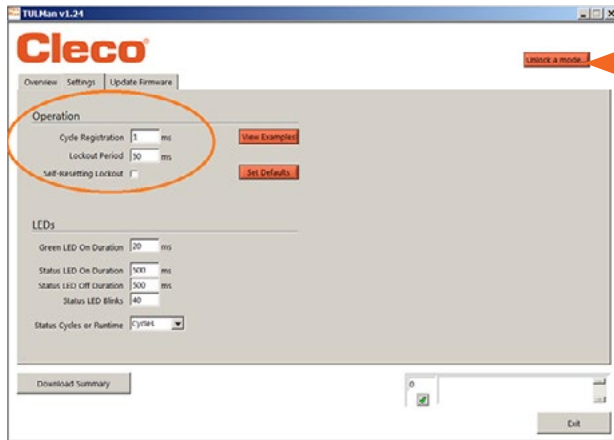 TULMan v1.24
Cleco
Unlock a mode...
Overview Settings Update Firmware
Operation
Cycle Registration 1 ms View Examples
Lockout Period 30 ms
Self-Resetting Lockout Set Defaults
LEDs
Green LED On Duration 20 ms
Status LED On Duration 500 ms
Status LED Off Duration 500 ms
Status LED Blinks 40
Status Cycles or Runtime Cycles
Download Summary
0
Exit